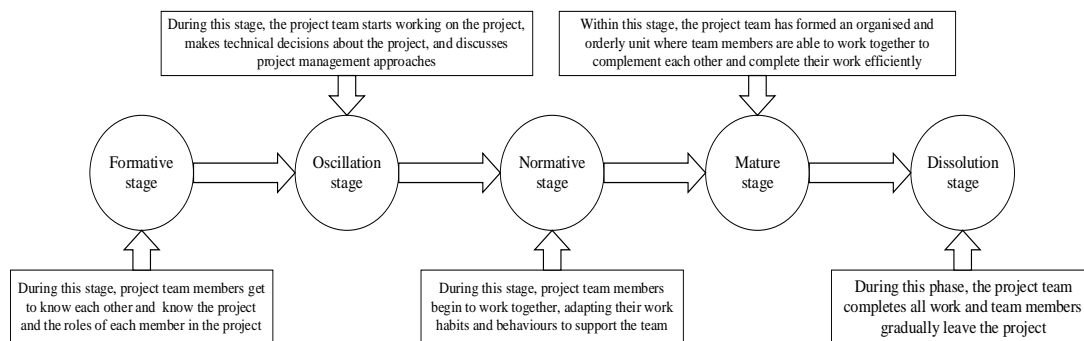 During this stage, the project team starts working on the project,
makes technical decisions about the project, and discusses
project management approaches
Within this stage, the project team has formed an organised and
orderly unit where team members are able to work together to
complement each other and complete their work efficiently
Formative
stage
Oscillation
stage
Normative
stage
Mature
stage
Dissolution
stage
During this stage, project team members get
to know each other and know the project
and the roles of each member in the project
During this stage, project team members
begin to work together, adapting their work
habits and behaviours to support the team
During this phase, the project team
completes all work and team members
gradually leave the project